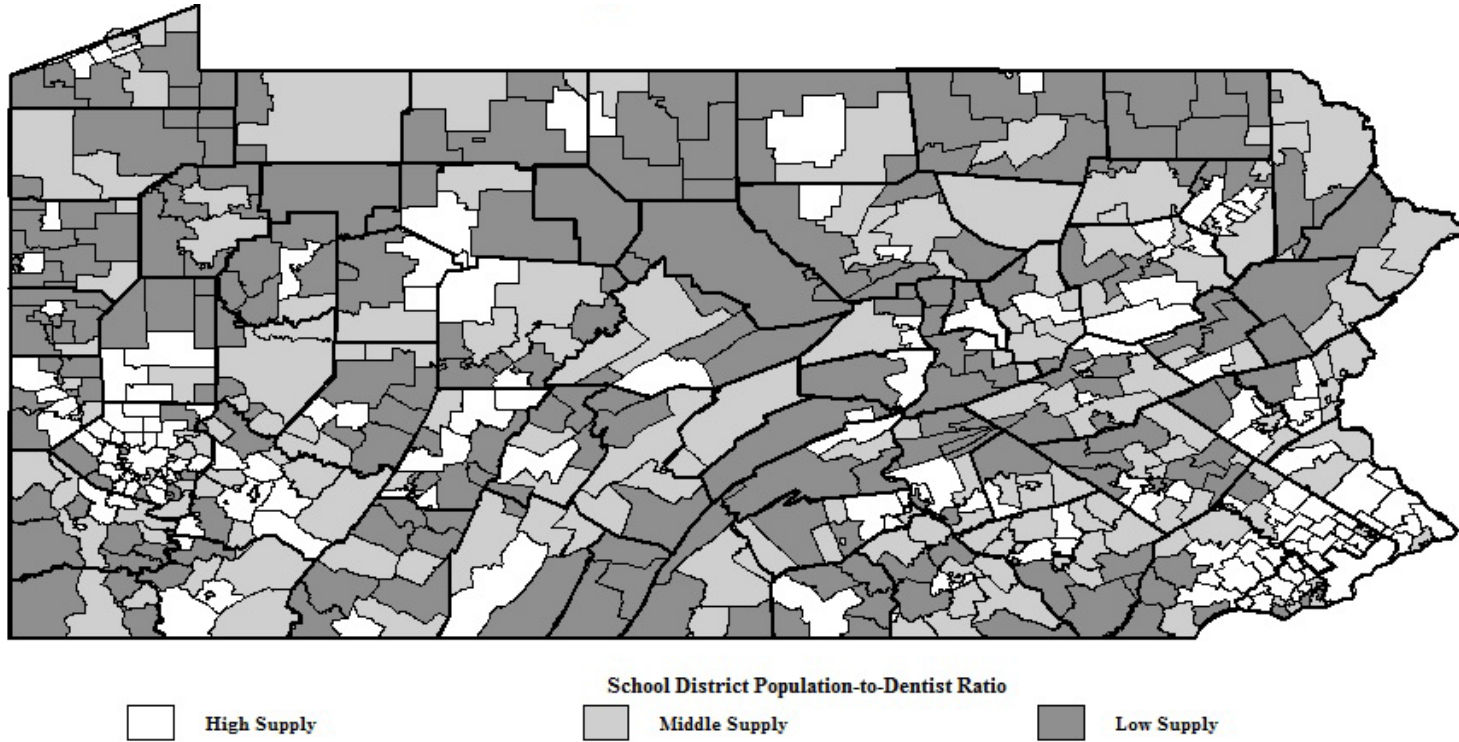 School District Population-to-Dentist Ratio
High Supply
Middle Supply
Low Supply